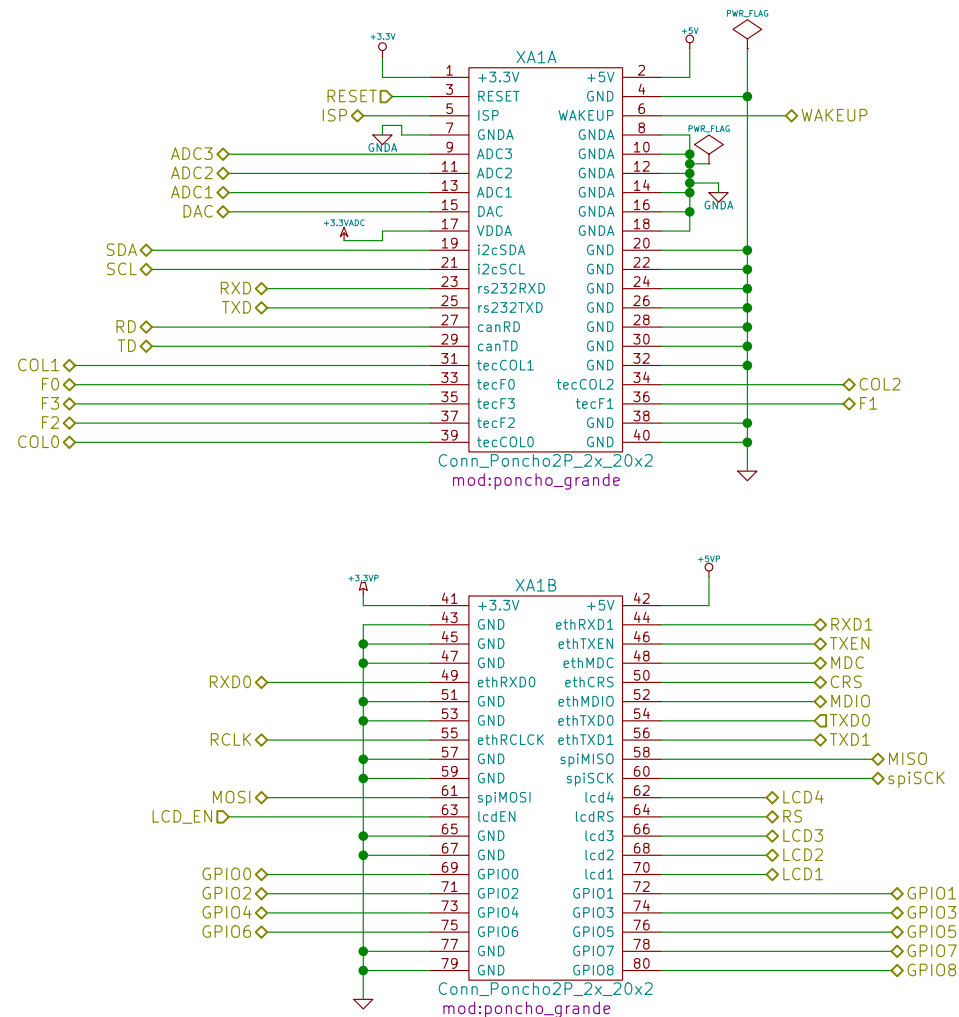 PWR_FLAG
+3.3V
+5V
XA1A
1 +3.3V +5V 2
RESET 3 RESET GND 4
ISP 5 ISP WAKEUP 6 WAKEUP
7 GNDA GNDA 8 PWR_FLAG
GNDA
ADC3 9 ADC3 GNDA 10
ADC2 11 ADC2 GNDA 12
ADC1 13 ADC1 GNDA 14
GNDA
DAC 15 DAC GNDA 16
+3.3VADC
17 VDDA GNDA 18
SDA 19 i2cSDA GND 20
SCL 21 i2cSCL GND 22
RXD 23 rs232RXD GND 24
TXD 25 rs232TXD GND 26
RD 27 canRD GND 28
TD 29 canTD GND 30
COL1 31 tecCOL1 GND 32
F0 33 tecF0 tecCOL2 34 COL2
F3 35 tecF3 tecF1 36 F1
F2 37 tecF2 GND 38
COL0 39 tecCOL0 GND 40
Conn_Poncho2P_2x_20x2
mod:poncho_grande
+5VP
+3.3VP
XA1B
41 +3.3V +5V 42
43 GND ethRXD1 44 RXD1
45 GND ethTXEN 46 TXEN
47 GND ethMDC 48 MDC
RXD0 49 ethRXD0 ethCRS 50 CRS
51 GND ethMDIO 52 MDIO
53 GND ethTXD0 54 TXD0
RCLK 55 ethRCLCK ethTXD1 56 TXD1
57 GND spiMISO 58 MISO
59 GND spiSCK 60 spiSCK
MOSI 61 spiMOSI lcd4 62 LCD4
LCD_EN 63 lcdEN lcdRS 64 RS
65 GND lcd3 66 LCD3
67 GND lcd2 68 LCD2
GPIO0 69 GPIO0 lcd1 70 LCD1
GPIO2 71 GPIO2 GPIO1 72 GPIO1
GPIO4 73 GPIO4 GPIO3 74 GPIO3
GPIO6 75 GPIO6 GPIO5 76 GPIO5
77 GND GPIO7 78 GPIO7
79 GND GPIO8 80 GPIO8
Conn_Poncho2P_2x_20x2
mod:poncho_grande